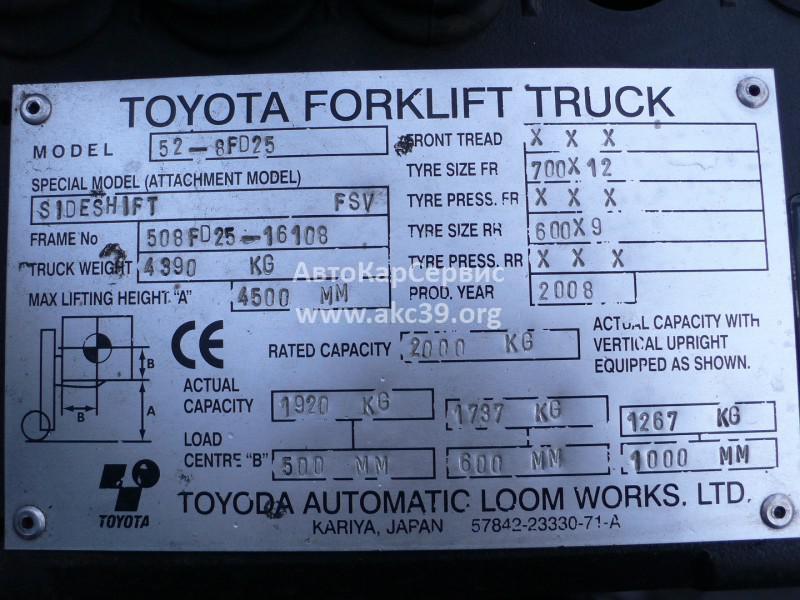 TOYOTA FORKLIFT TRUCK
MODEL 52-8FD25
SPECIAL MODEL (ATTACHMENT MODEL)
SIDESHIFT FSV
FRAME No 508FD25-16108
TRUCK WEIGHT 4390 KG
MAX LIFTING HEIGHT "A" 4500 MM
FRONT TREAD X X X
TYRE SIZE FR 700X12
TYRE PRESS. FR X X X
TYRE SIZE RR 600X9
TYRE PRESS. RR X X X
PROD. YEAR 2008
АвтоКарСервис
www.akc39.org
B
A
B
CE
RATED CAPACITY 2000 KG
ACTUAL CAPACITY WITH
VERTICAL UPRIGHT
EQUIPPED AS SHOWN.
ACTUAL
CAPACITY 1920 KG 1737 KG 1267 KG
LOAD
CENTRE "B" 500 MM 600 MM 1000 MM
TOYOTA
TOYODA AUTOMATIC LOOM WORKS. LTD.
KARIYA, JAPAN 57842-23330-71-A